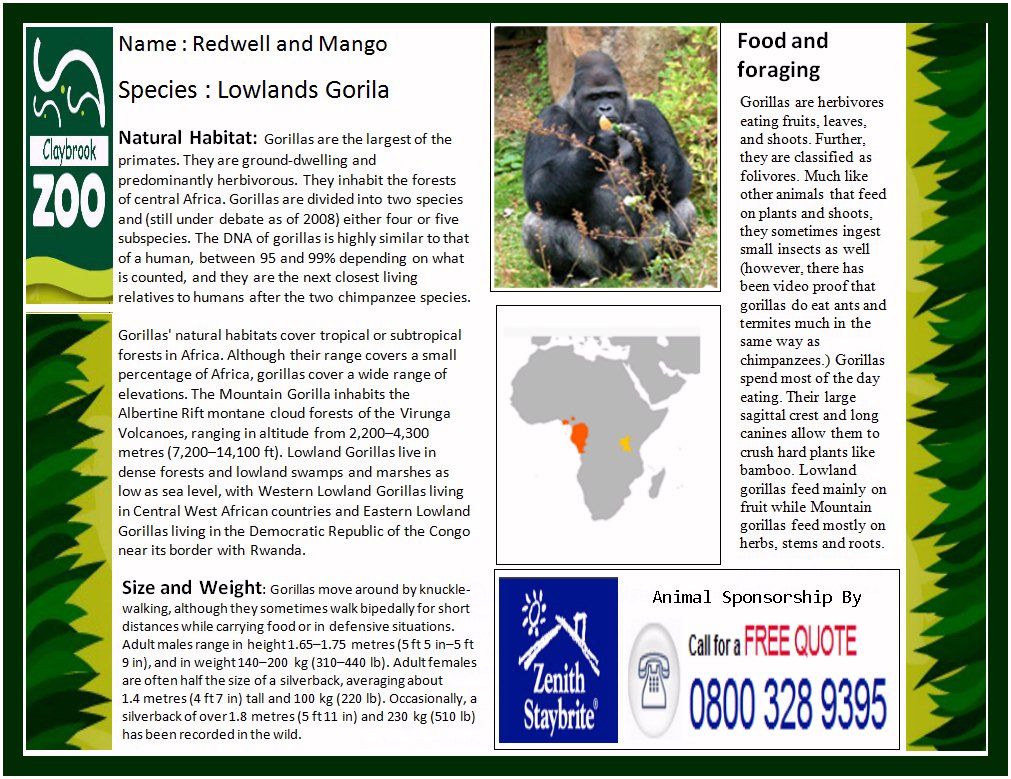 Claybrook
ZOO
Name : Redwell and Mango
Species : Lowlands Gorila
Natural Habitat: Gorillas are the largest of the
primates. They are ground-dwelling and
predominantly herbivorous. They inhabit the forests
of central Africa. Gorillas are divided into two species
and (still under debate as of 2008) either four or five
subspecies. The DNA of gorillas is highly similar to that
of a human, between 95 and 99% depending on what
is counted, and they are the next closest living
relatives to humans after the two chimpanzee species.
Gorillas' natural habitats cover tropical or subtropical
forests in Africa. Although their range covers a small
percentage of Africa, gorillas cover a wide range of
elevations. The Mountain Gorilla inhabits the
Albertine Rift montane cloud forests of the Virunga
Volcanoes, ranging in altitude from 2,200–4,300
metres (7,200–14,100 ft). Lowland Gorillas live in
dense forests and lowland swamps and marshes as
low as sea level, with Western Lowland Gorillas living
in Central West African countries and Eastern Lowland
Gorillas living in the Democratic Republic of the Congo
near its border with Rwanda.
Size and Weight: Gorillas move around by knuckle-
walking, although they sometimes walk bipedally for short
distances while carrying food or in defensive situations.
Adult males range in height 1.65–1.75 metres (5 ft 5 in–5 ft
9 in), and in weight 140–200 kg (310–440 lb). Adult females
are often half the size of a silverback, averaging about
1.4 metres (4 ft 7 in) tall and 100 kg (220 lb). Occasionally, a
silverback of over 1.8 metres (5 ft 11 in) and 230 kg (510 lb)
has been recorded in the wild.
Food and
foraging
Gorillas are herbivores
eating fruits, leaves,
and shoots. Further,
they are classified as
folivores. Much like
other animals that feed
on plants and shoots,
they sometimes ingest
small insects as well
(however, there has
been video proof that
gorillas do eat ants and
termites much in the
same way as
chimpanzees.) Gorillas
spend most of the day
eating. Their large
sagittal crest and long
canines allow them to
crush hard plants like
bamboo. Lowland
gorillas feed mainly on
fruit while Mountain
gorillas feed mostly on
herbs, stems and roots.
Animal Sponsorship By
Zenith
Staybrite®
Call for a FREE QUOTE
0800 328 9395